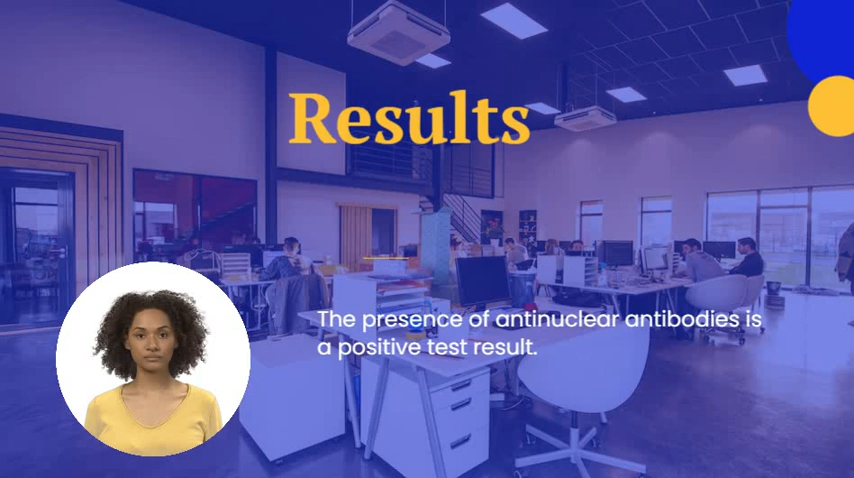 Results
The presence of antinuclear antibodies is
a positive test result.